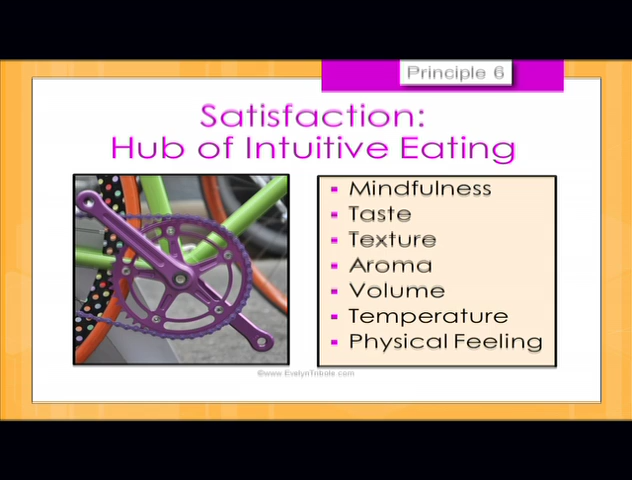 Principle 6
Satisfaction:
Hub of Intuitive Eating
Mindfulness
Taste
Texture
Aroma
Volume
Temperature
Physical Feeling
©www EvelynTribole com